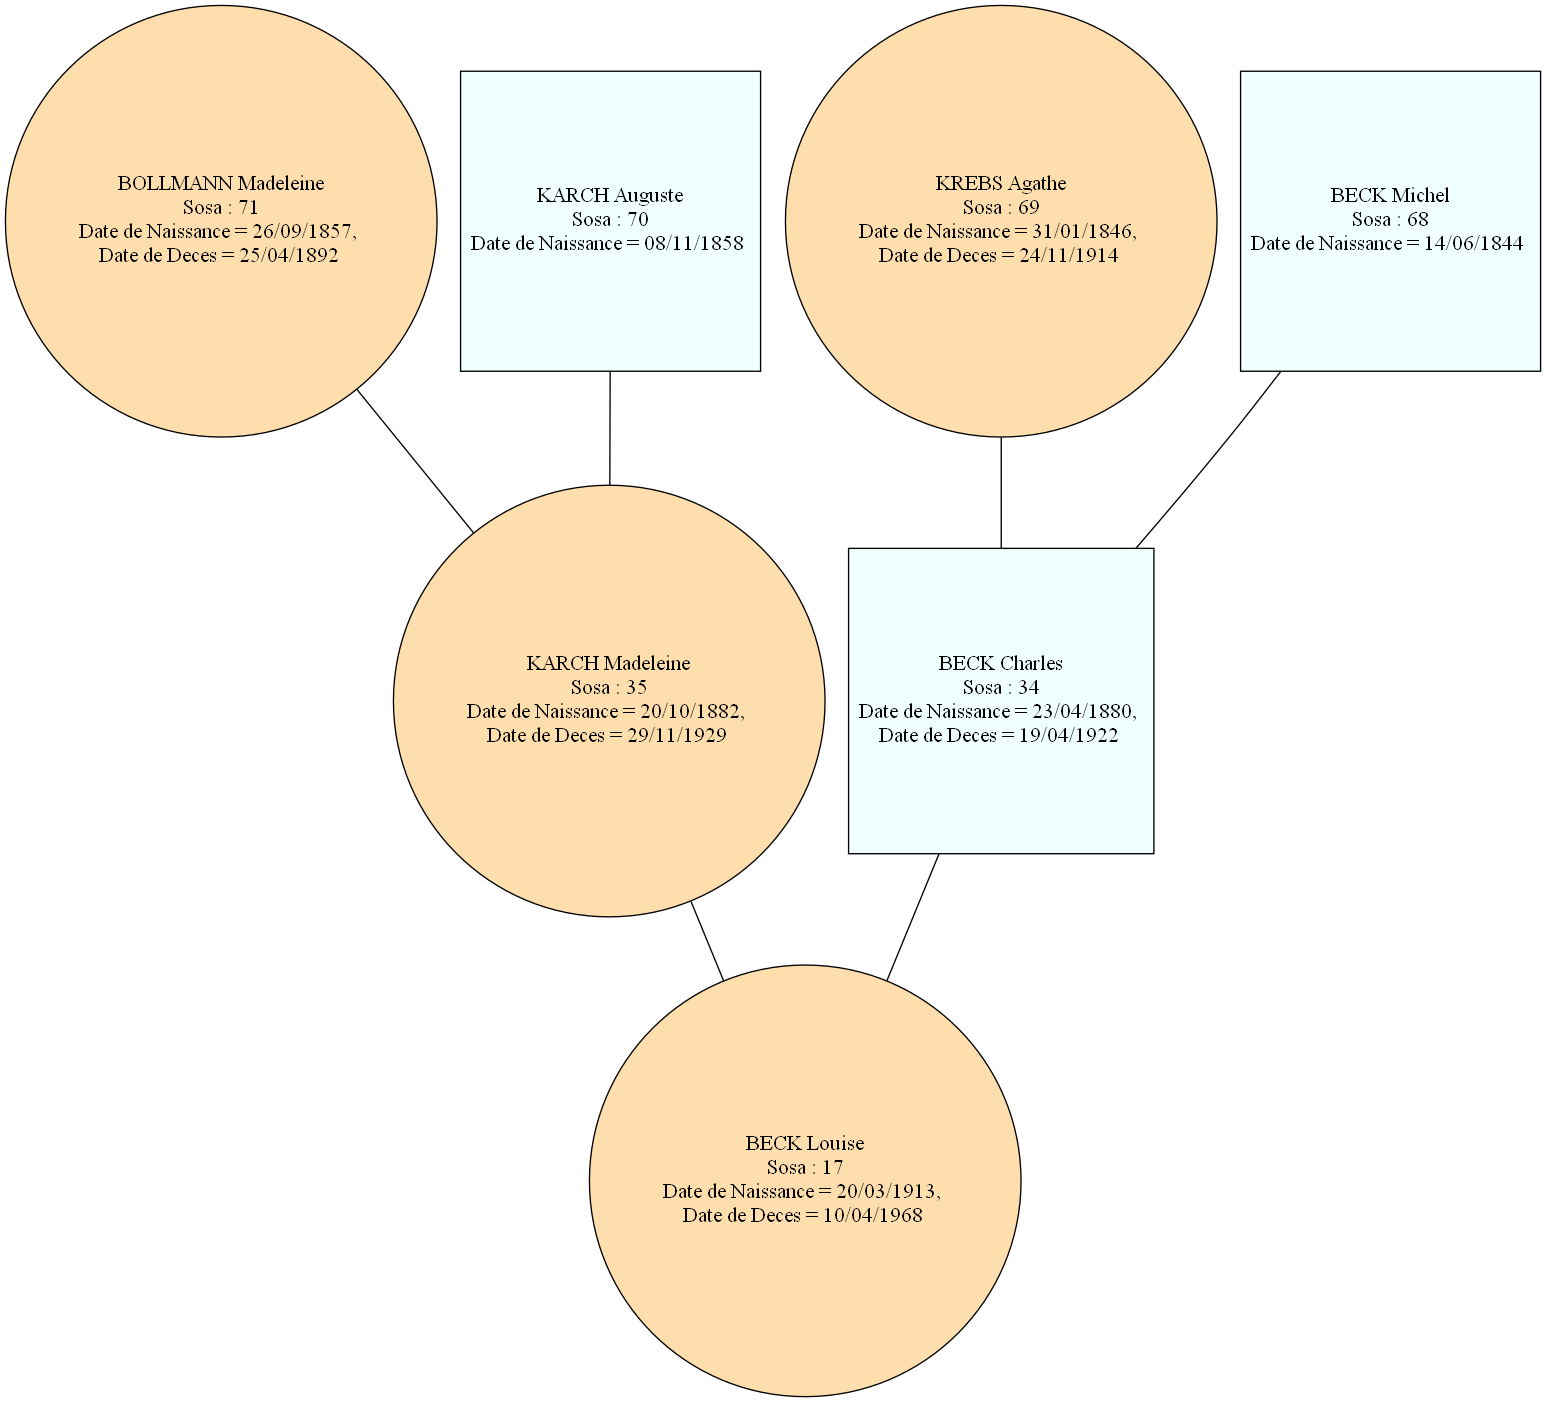 BOLLMANN Madeleine
Sosa : 71
Date de Naissance = 26/09/1857,
Date de Deces = 25/04/1892
KARCH Auguste
Sosa : 70
Date de Naissance = 08/11/1858
KREBS Agathe
Sosa : 69
Date de Naissance = 31/01/1846,
Date de Deces = 24/11/1914
BECK Michel
Sosa : 68
Date de Naissance = 14/06/1844
KARCH Madeleine
Sosa : 35
Date de Naissance = 20/10/1882,
Date de Deces = 29/11/1929
BECK Charles
Sosa : 34
Date de Naissance = 23/04/1880,
Date de Deces = 19/04/1922
BECK Louise
Sosa : 17
Date de Naissance = 20/03/1913,
Date de Deces = 10/04/1968